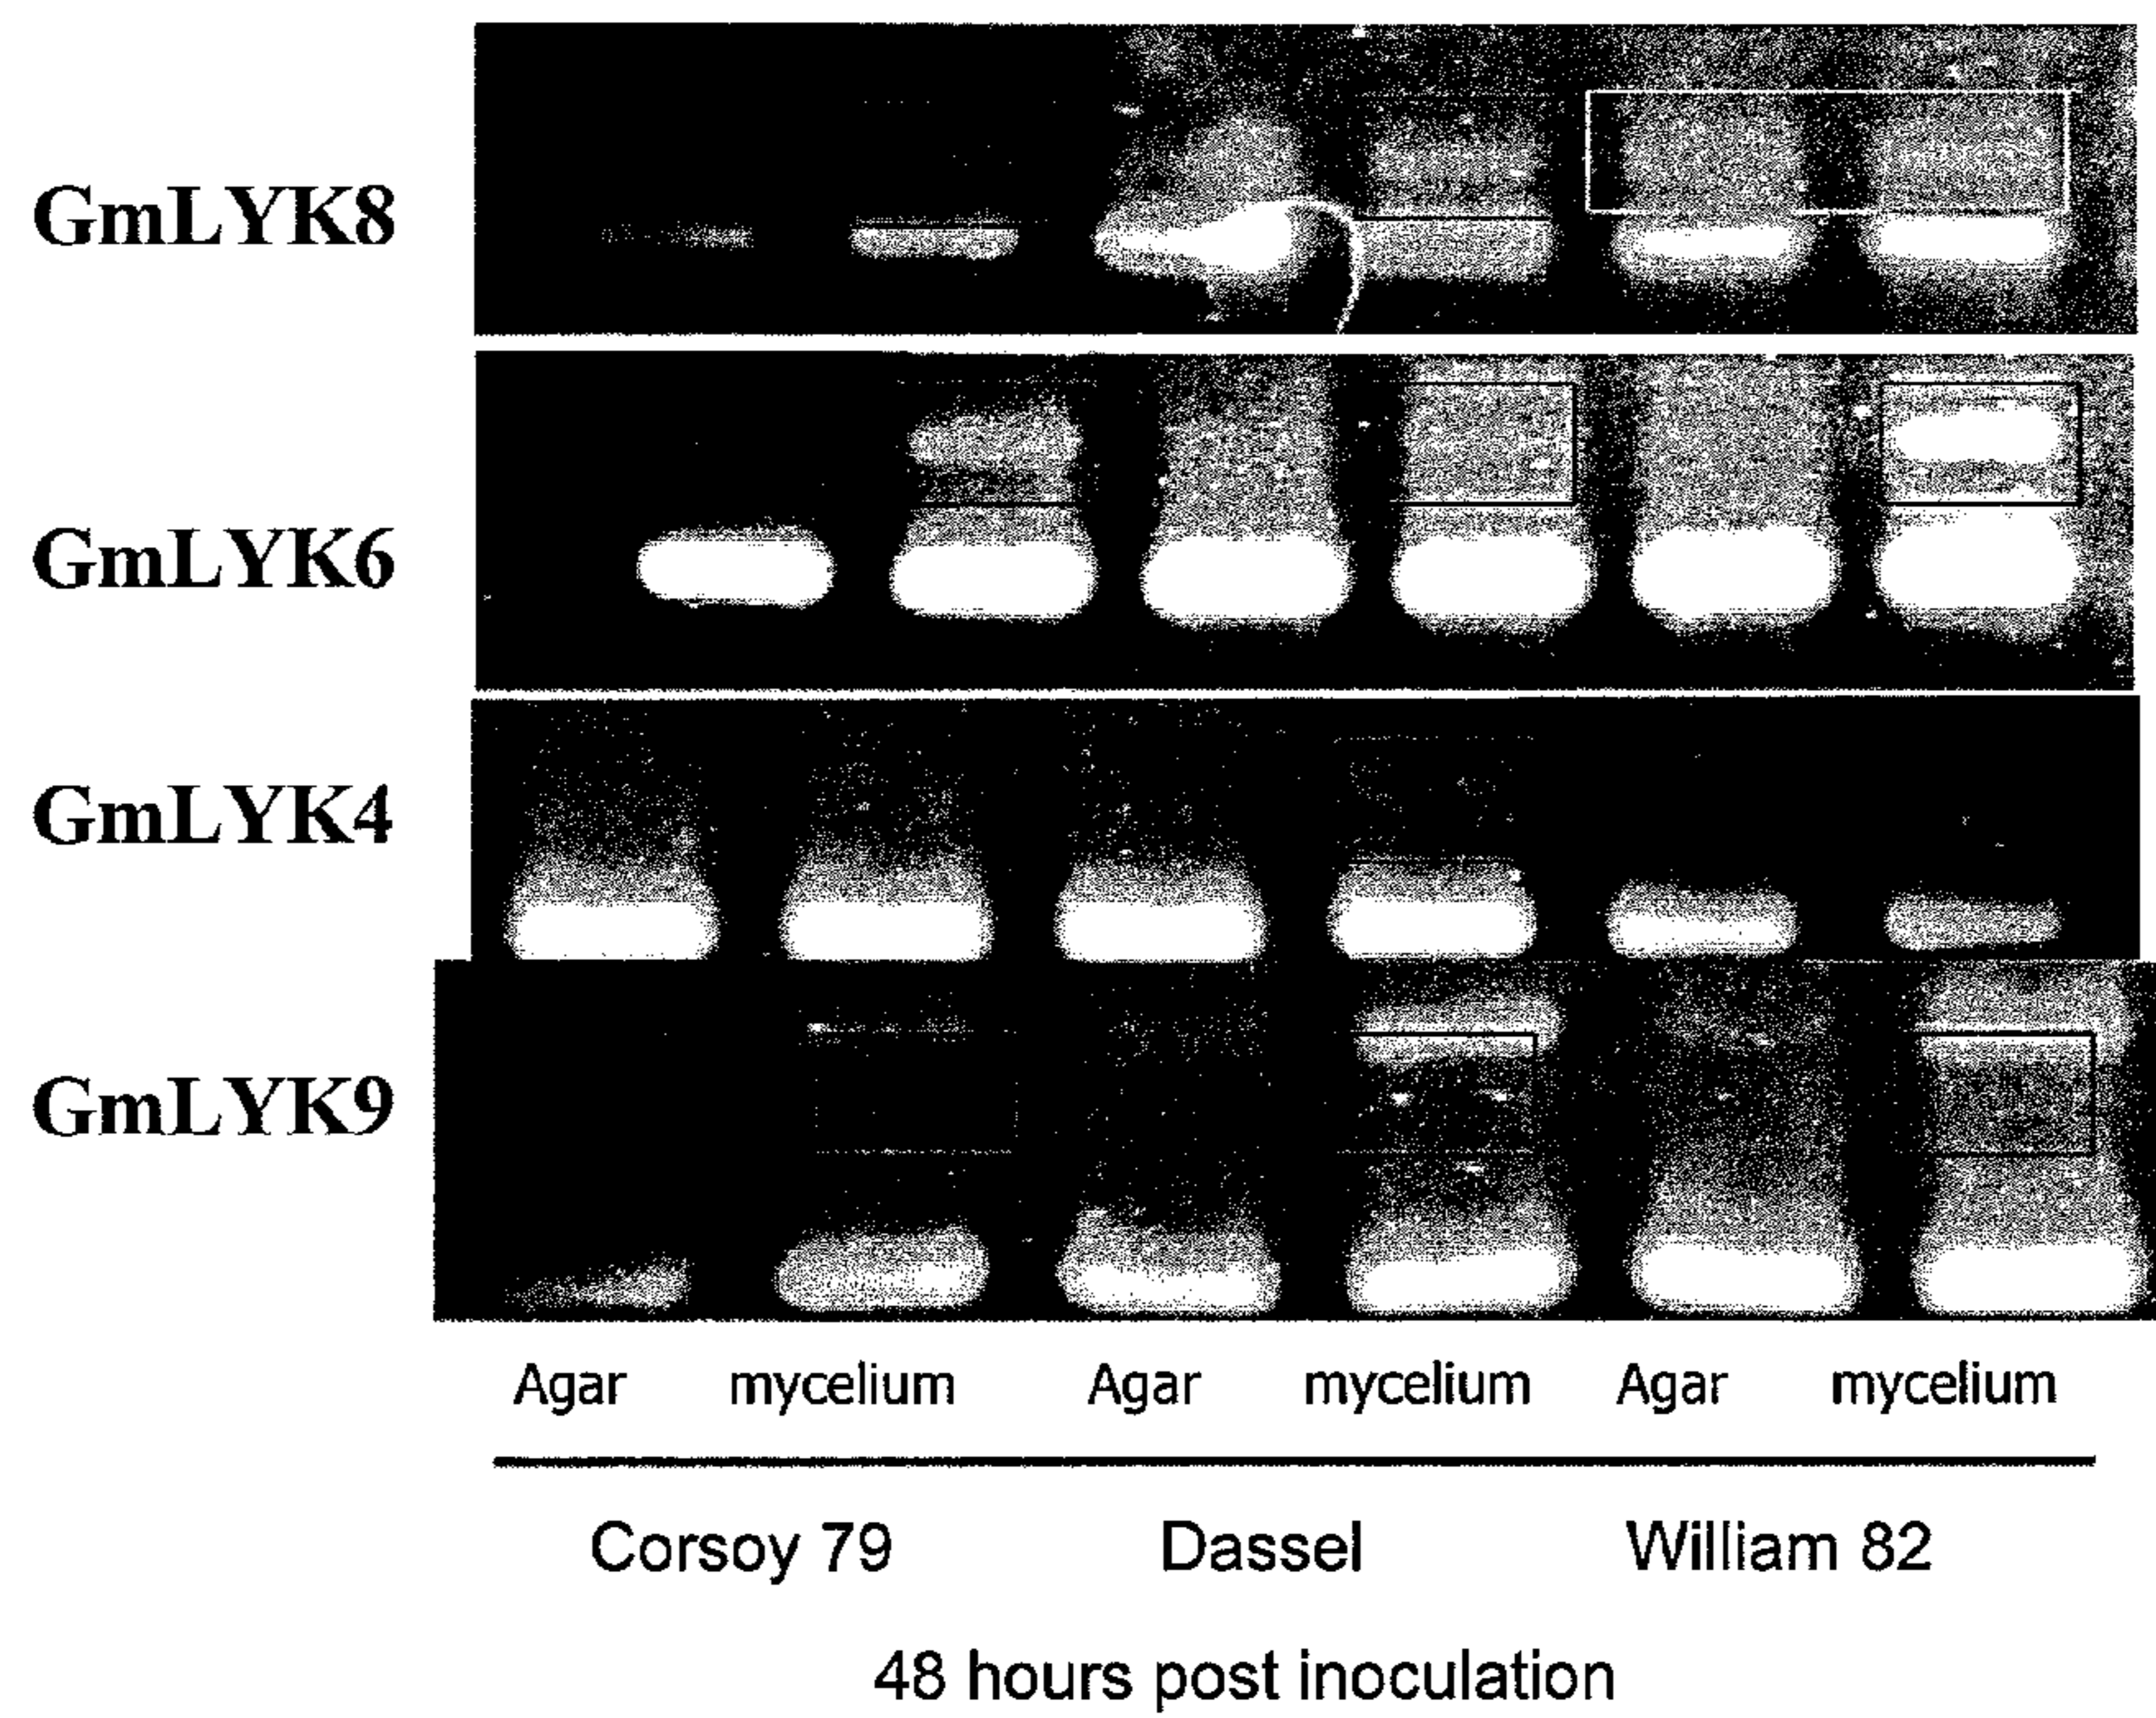 GmLYK8
GmLYK6
GmLYK4
GmLYK9
Agar mycelium Agar mycelium Agar mycelium
Corsoy 79 Dassel William 82
48 hours post inoculation